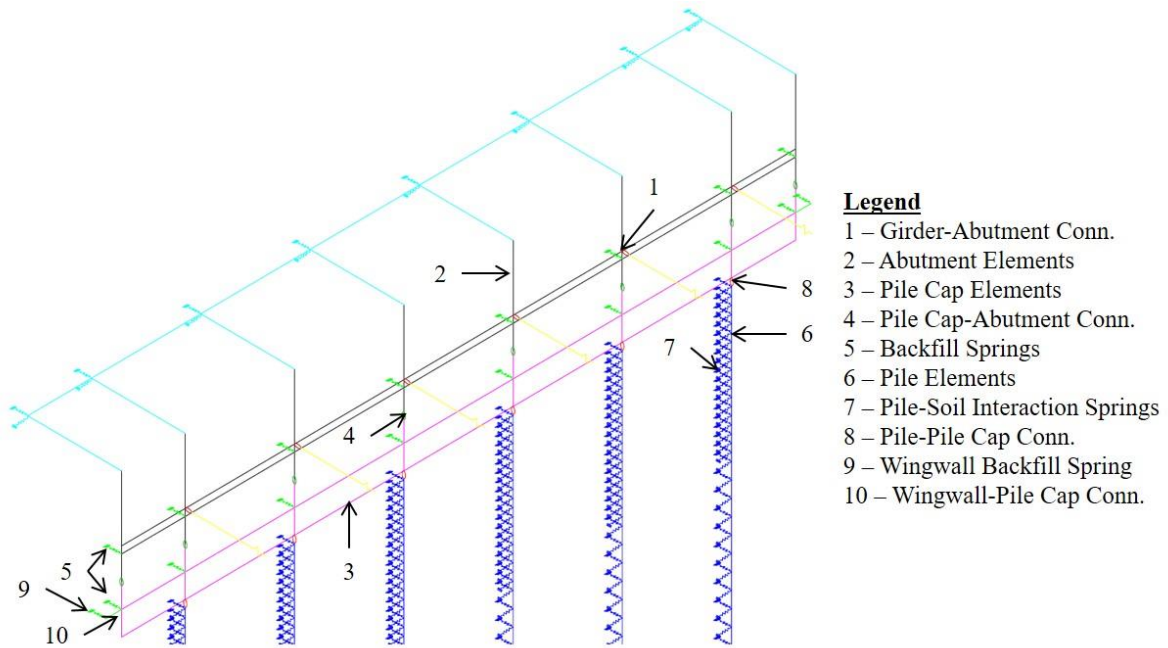 1
2
8
6
7
4
5
3
9
10
Legend
1 – Girder-Abutment Conn.
2 – Abutment Elements
3 – Pile Cap Elements
4 – Pile Cap-Abutment Conn.
5 – Backfill Springs
6 – Pile Elements
7 – Pile-Soil Interaction Springs
8 – Pile-Pile Cap Conn.
9 – Wingwall Backfill Spring
10 – Wingwall-Pile Cap Conn.